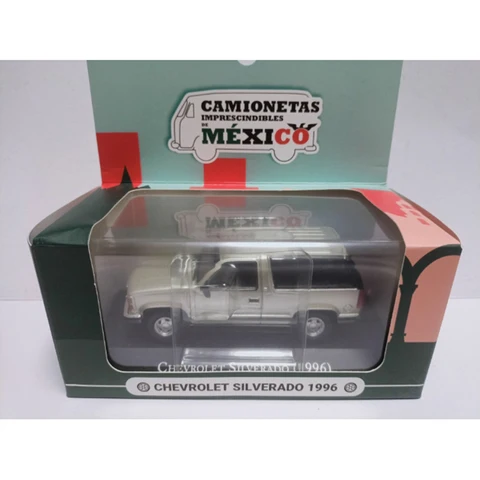 CAMIONETAS
IMPRESCINDIBLES
DE
MÉXICO
MÉXICO
CHEVROLET SILVERADO (1996)
CHEVROLET SILVERADO 1996